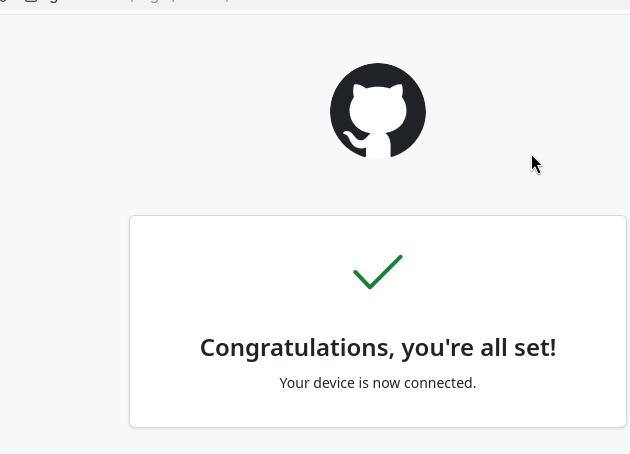 Congratulations, you're all set!
Your device is now connected.